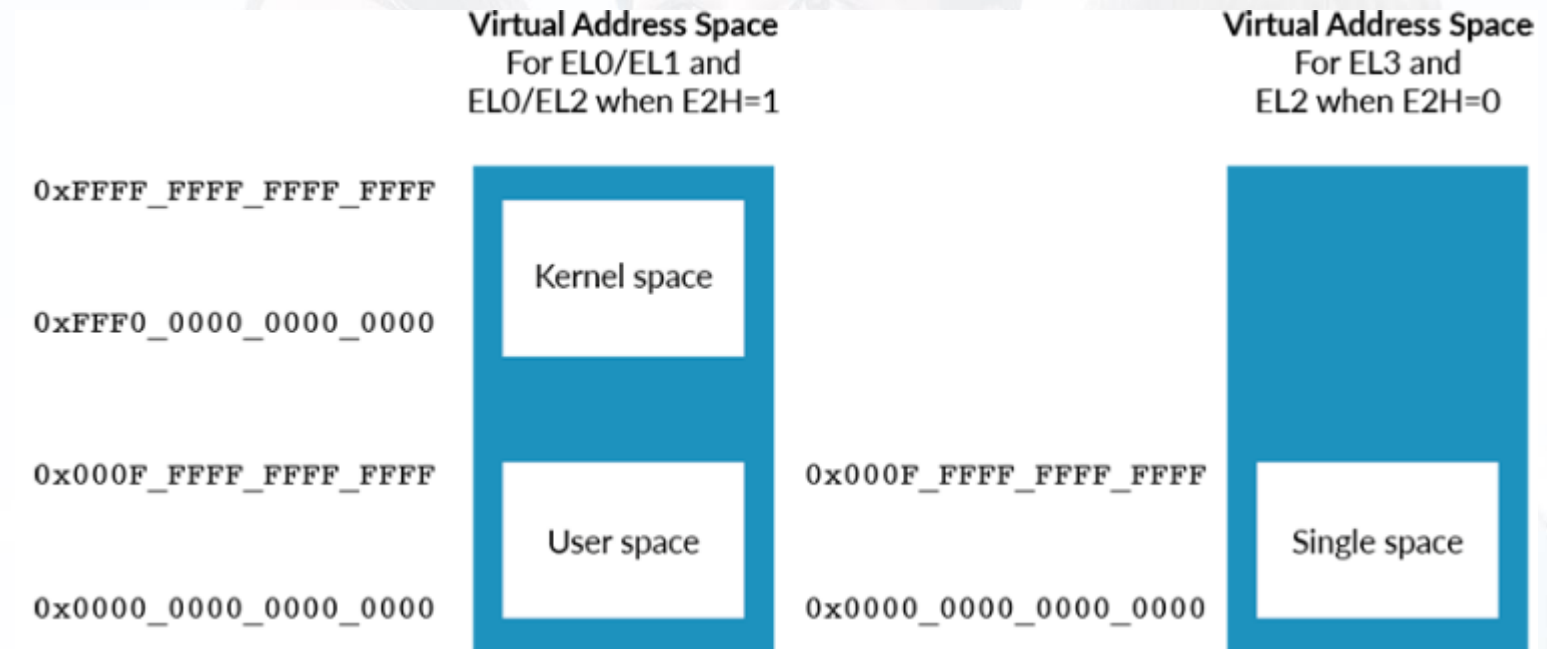 Virtual Address Space
For EL0/EL1 and
EL0/EL2 when E2H=1
0xFFFF_FFFF_FFFF_FFFF
Kernel space
0xFFF0_0000_0000_0000
0x000F_FFFF_FFFF_FFFF
User space
0x0000_0000_0000_0000
Virtual Address Space
For EL3 and
EL2 when E2H=0
0x000F_FFFF_FFFF_FFFF
Single space
0x0000_0000_0000_0000